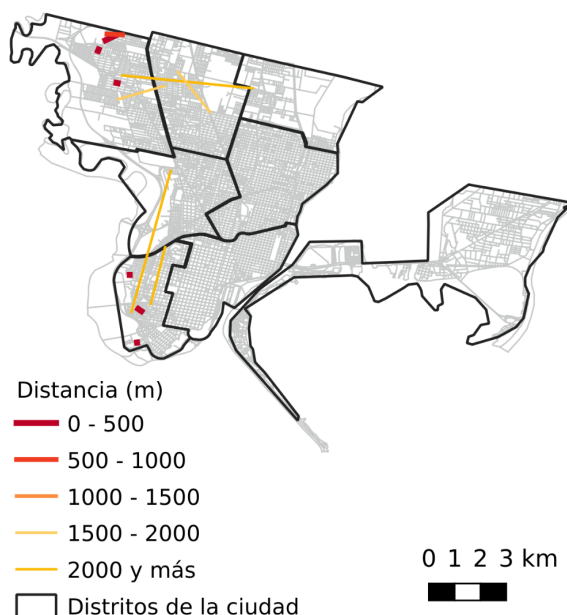 Distancia (m)
0 - 500
500 - 1000
1000 - 1500
1500 - 2000
2000 y más
Distritos de la ciudad
0 1 2 3 km